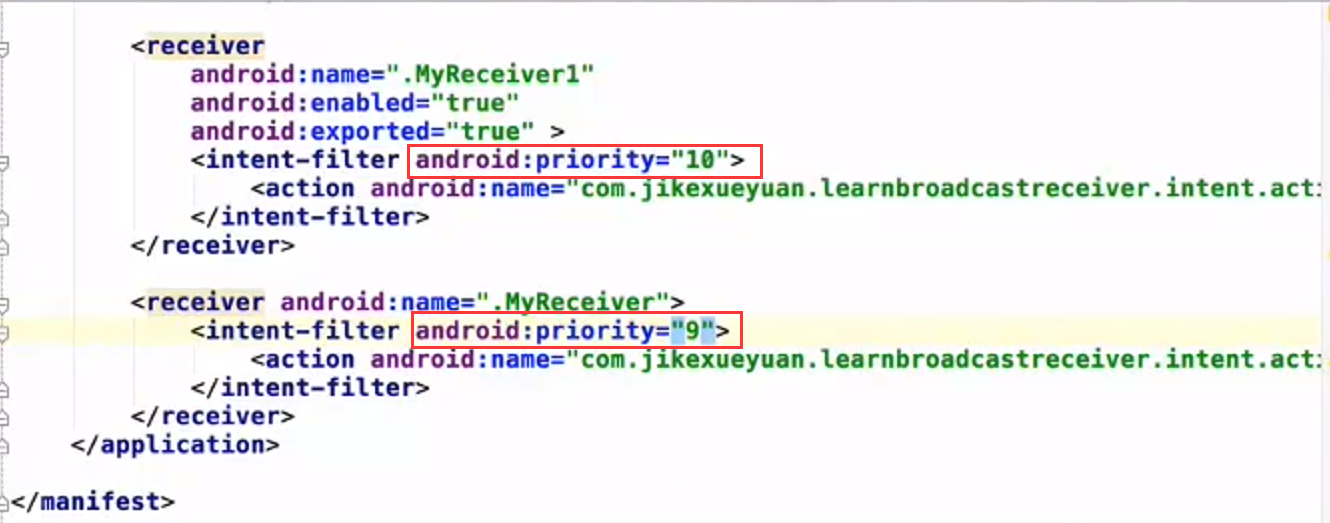 <receiver
android:name=".MyReceiver1"
android:enabled="true"
android:exported="true" >
<intent-filter android:priority="10">
<action android:name="com.jikexueyuan.learnbroadcastreceiver.intent.acti
</intent-filter>
</receiver>
<receiver android:name=".MyReceiver">
<intent-filter android:priority="9">
<action android:name="com.jikexueyuan.learnbroadcastreceiver.intent.acti
</intent-filter>
</receiver>
</application>
</manifest>